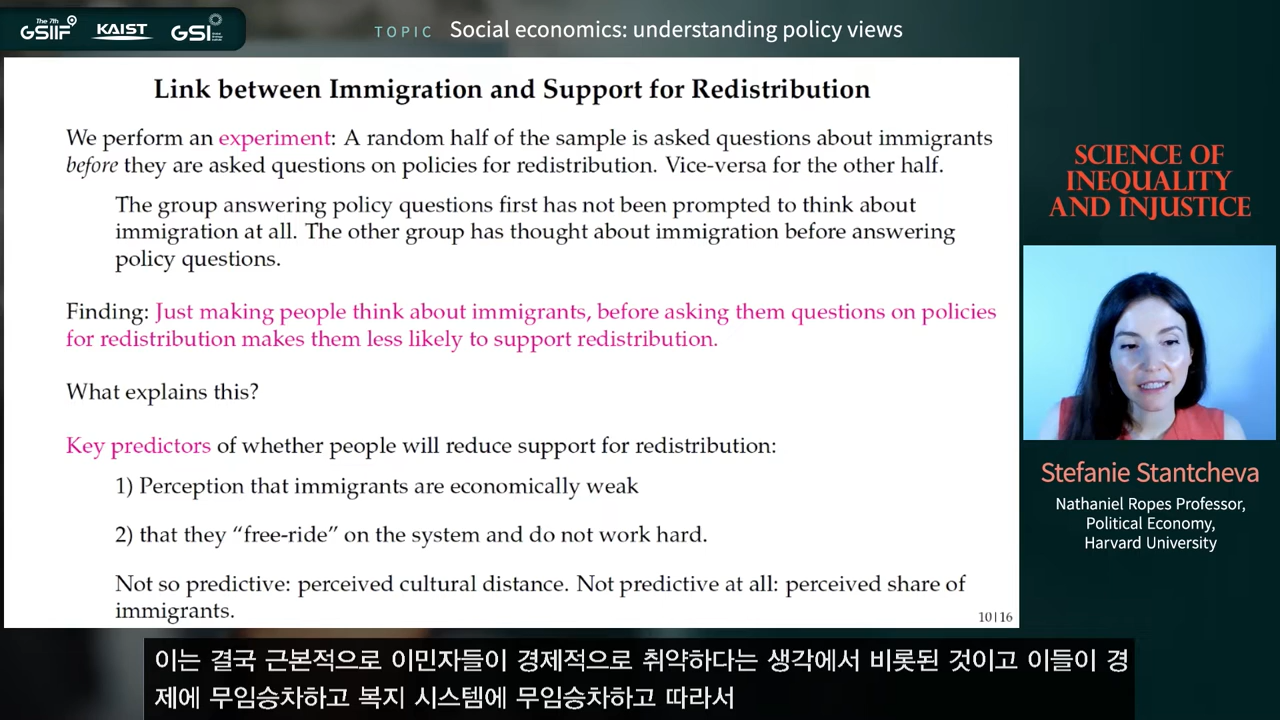 The 7th
GSIIF
KAIST
GSI
TOPIC Social economics: understanding policy views
Link between Immigration and Support for Redistribution
We perform an experiment: A random half of the sample is asked questions about immigrants
before they are asked questions on policies for redistribution. Vice-versa for the other half.
The group answering policy questions first has not been prompted to think about
immigration at all. The other group has thought about immigration before answering
policy questions.
Finding: Just making people think about immigrants, before asking them questions on policies
for redistribution makes them less likely to support redistribution.
What explains this?
Key predictors of whether people will reduce support for redistribution:
1) Perception that immigrants are economically weak
2) that they “free-ride” on the system and do not work hard.
Not so predictive: perceived cultural distance. Not predictive at all: perceived share of
immigrants.
10|16
SCIENCE OF
INEQUALITY
AND INJUSTICE
Stefanie Stantcheva
Nathaniel Ropes Professor,
Political Economy,
Harvard University
이는 결국 근본적으로 이민자들이 경제적으로 취약하다는 생각에서 비롯된 것이고 이들이 경
제에 무임승차하고 복지 시스템에 무임승차하고 따라서